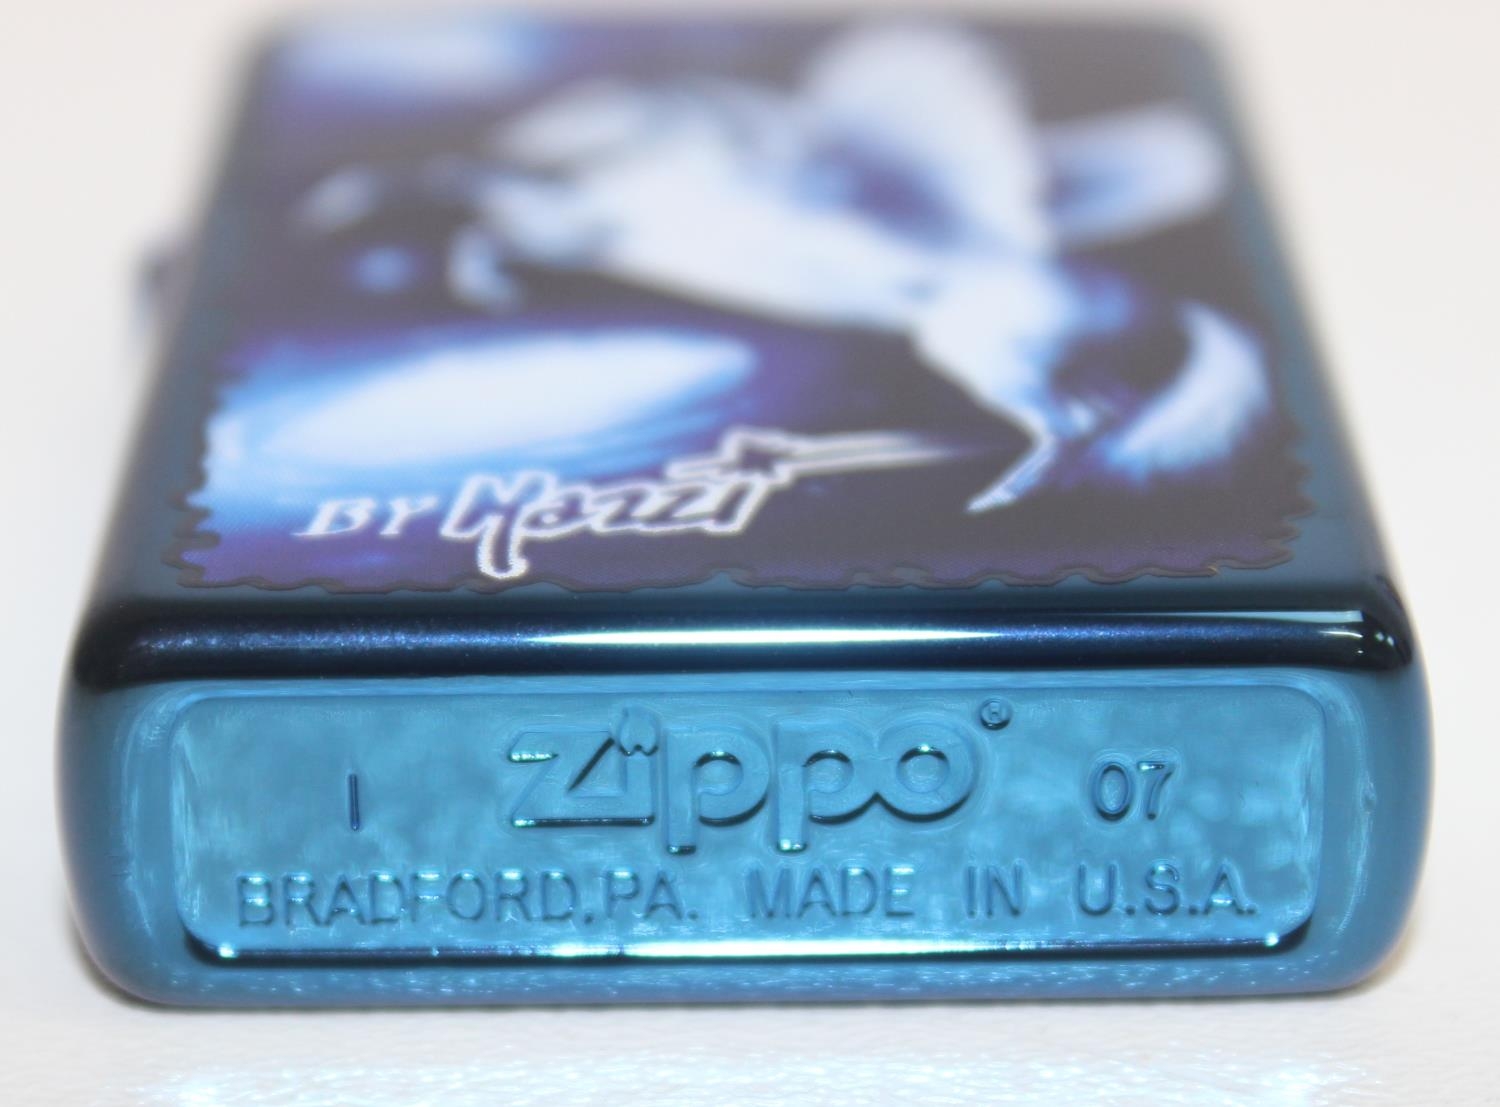 BY Mazzi
Zippo®
I 07
BRADFORD, PA. MADE IN U.S.A.